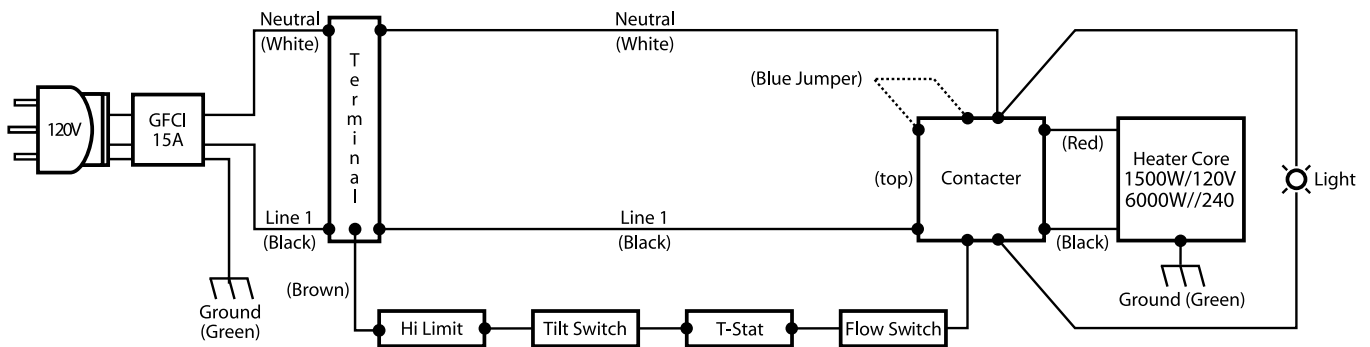 Neutral
(White)
Neutral
(White)
Terminal
(Blue Jumper)
120V
GFCI
15A
(Red)
Heater Core
1500W/120V
6000W//240
(top)
Contacter
Light
Line 1
(Black)
Line 1
(Black)
(Black)
(Brown)
Ground
(Green)
Ground (Green)
Hi Limit
Tilt Switch
T-Stat
Flow Switch